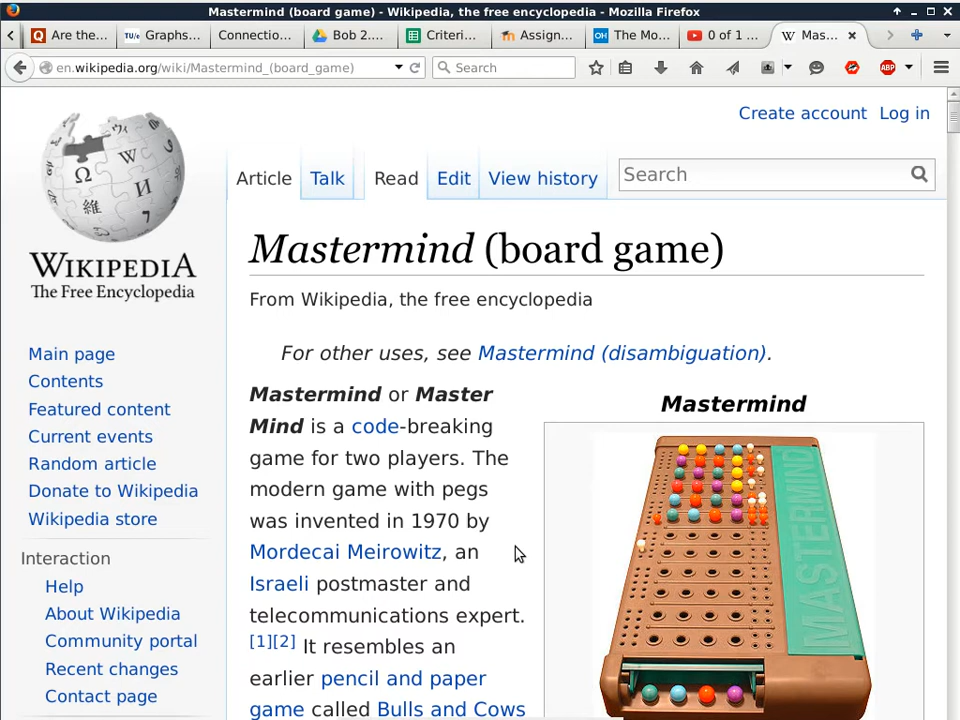 Mastermind (board game) - Wikipedia, the free encyclopedia - Mozilla Firefox
Are the... TU/e Graphs... Connectio... Bob 2.... Criteri... Assign... OH The Mo... 0 of 1 ... W Mas...
en.wikipedia.org/wiki/Mastermind_(board_game) Search ABP
Create account Log in
Article Talk Read Edit View history Search
WIKIPEDIA
The Free Encyclopedia
Main page
Contents
Featured content
Current events
Random article
Donate to Wikipedia
Wikipedia store
Interaction
Help
About Wikipedia
Community portal
Recent changes
Contact page
Mastermind (board game)
From Wikipedia, the free encyclopedia
For other uses, see Mastermind (disambiguation).
Mastermind or Master
Mind is a code-breaking
game for two players. The
modern game with pegs
was invented in 1970 by
Mordecai Meirowitz, an
Israeli postmaster and
telecommunications expert.
[1][2] It resembles an
earlier pencil and paper
game called Bulls and Cows
Mastermind
MASTERMIND